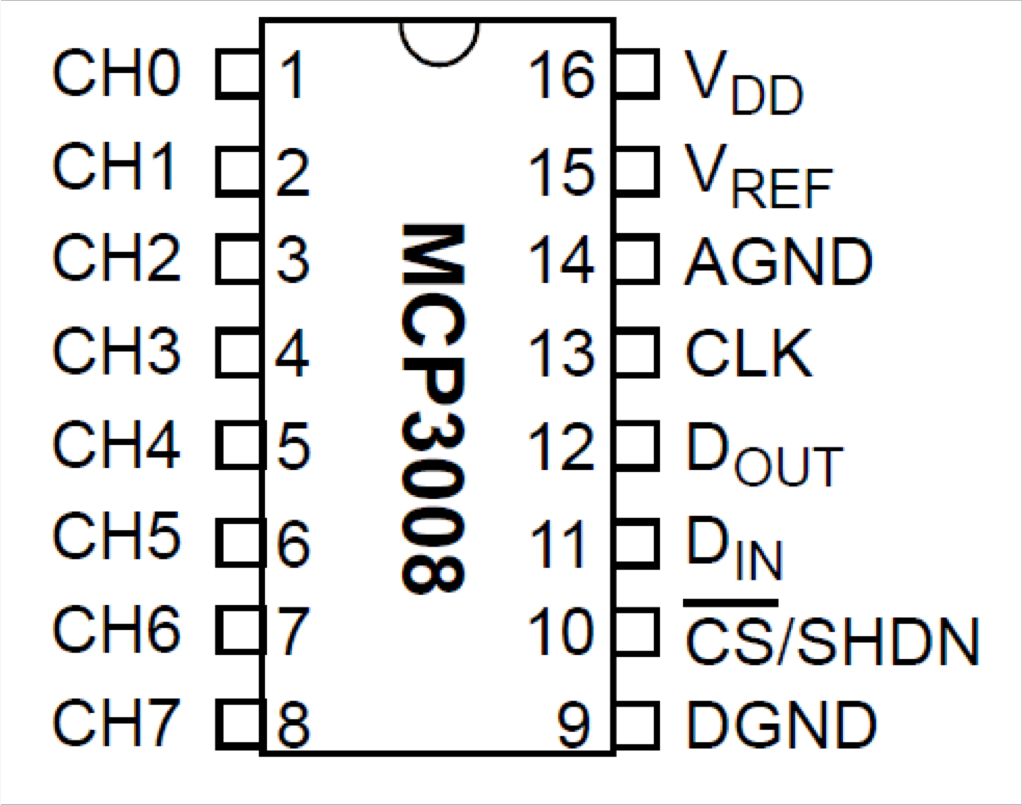 CH0 1 16 VDD
CH1 2 15 VREF
CH2 3 14 AGND
CH3 4 13 CLK
CH4 5 12 DOUT
CH5 6 11 DIN
CH6 7 10 C̅S̅/SHDN
CH7 8 9 DGND
MCP3008